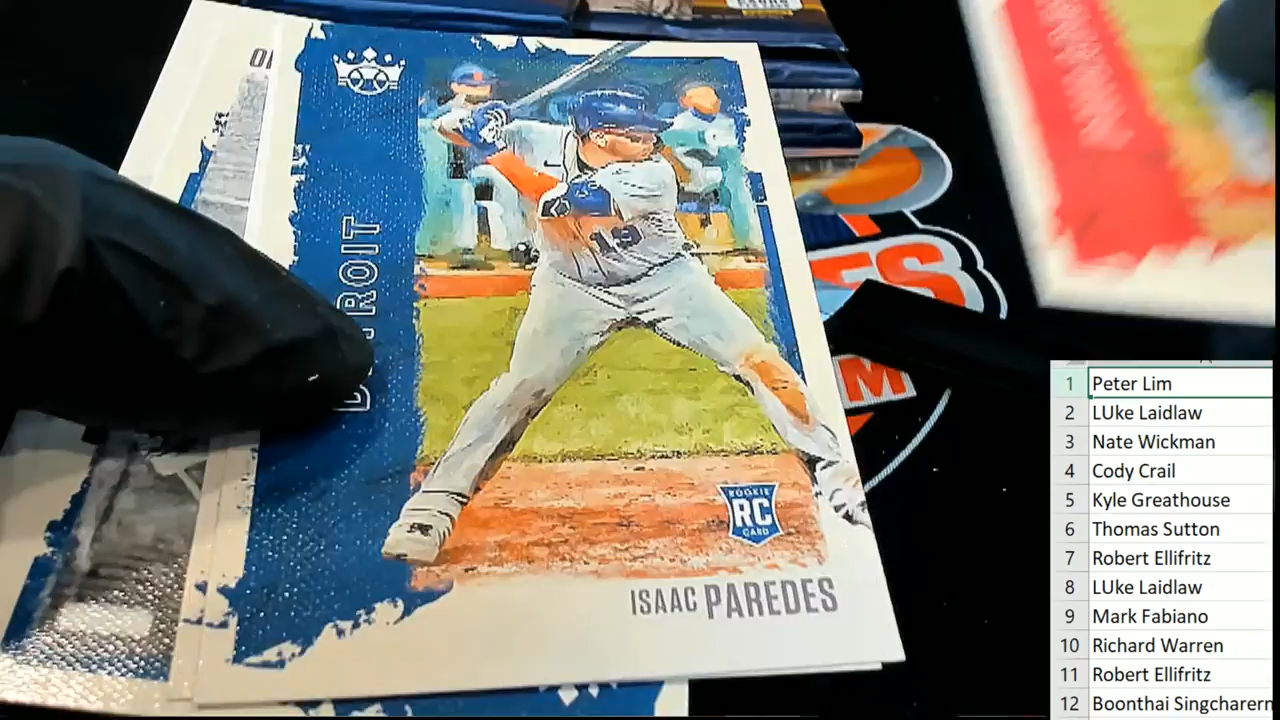 DETROIT
19
ROOKIE
RC
CARD
ISAAC PAREDES
1 Peter Lim
2 LUke Laidlaw
3 Nate Wickman
4 Cody Crail
5 Kyle Greathouse
6 Thomas Sutton
7 Robert Ellifritz
8 LUke Laidlaw
9 Mark Fabiano
10 Richard Warren
11 Robert Ellifritz
12 Boonthai Singcharern